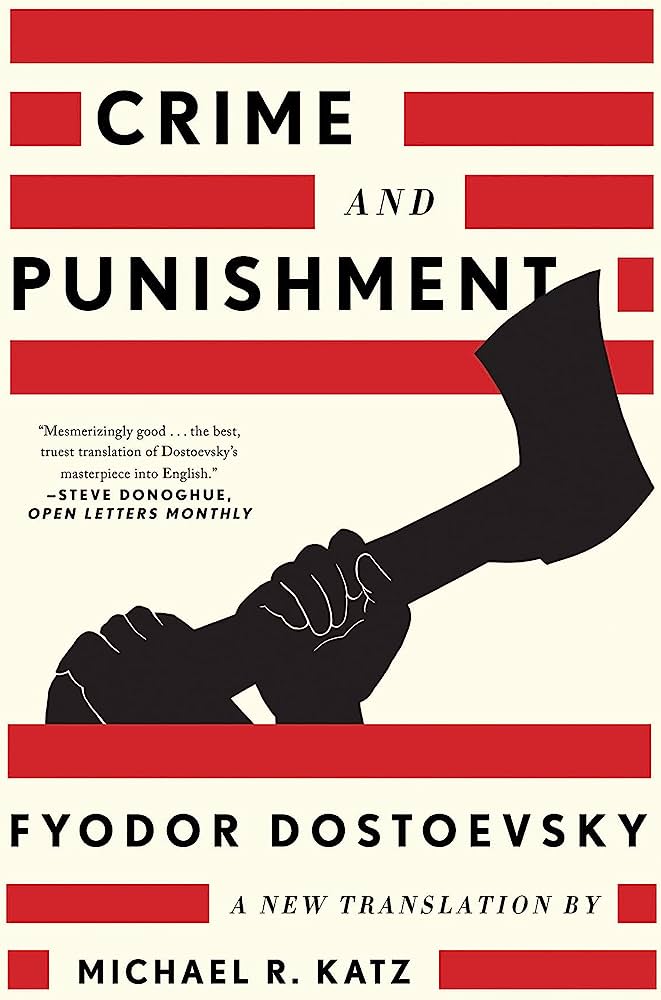 CRIME
AND
PUNISHMENT
“Mesmerizingly good . . . the best,
truest translation of Dostoevsky’s
masterpiece into English.”
–STEVE DONOGHUE,
OPEN LETTERS MONTHLY
FYODOR DOSTOEVSKY
A NEW TRANSLATION BY
MICHAEL R. KATZ